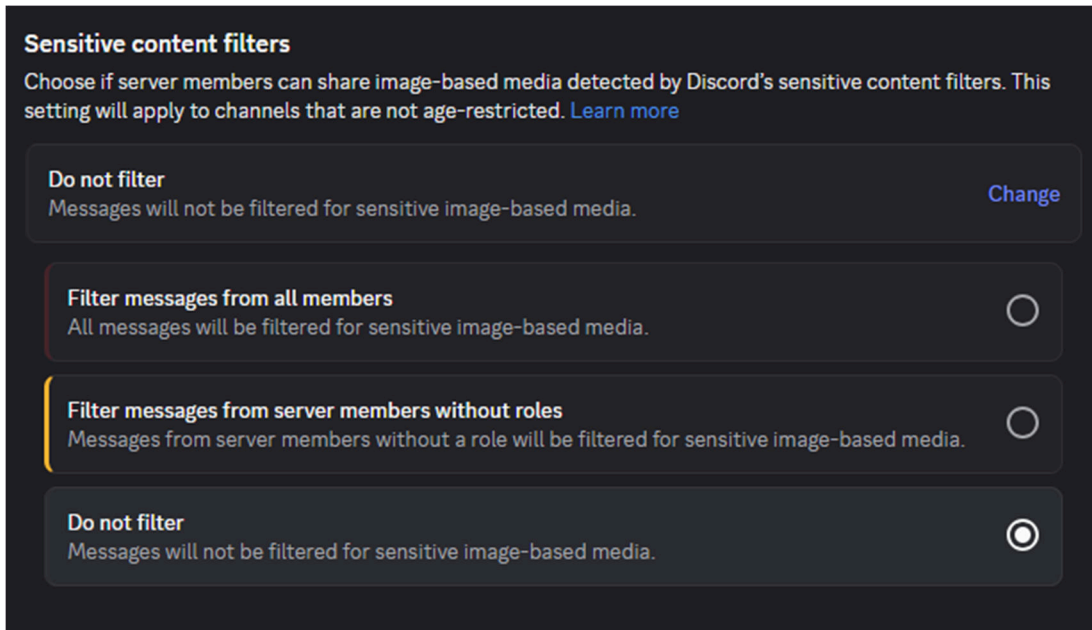 Sensitive content filters
Choose if server members can share image-based media detected by Discord's sensitive content filters. This
setting will apply to channels that are not age-restricted. Learn more
Do not filter
Messages will not be filtered for sensitive image-based media.
Change
Filter messages from all members
All messages will be filtered for sensitive image-based media.
Filter messages from server members without roles
Messages from server members without a role will be filtered for sensitive image-based media.
Do not filter
Messages will not be filtered for sensitive image-based media.